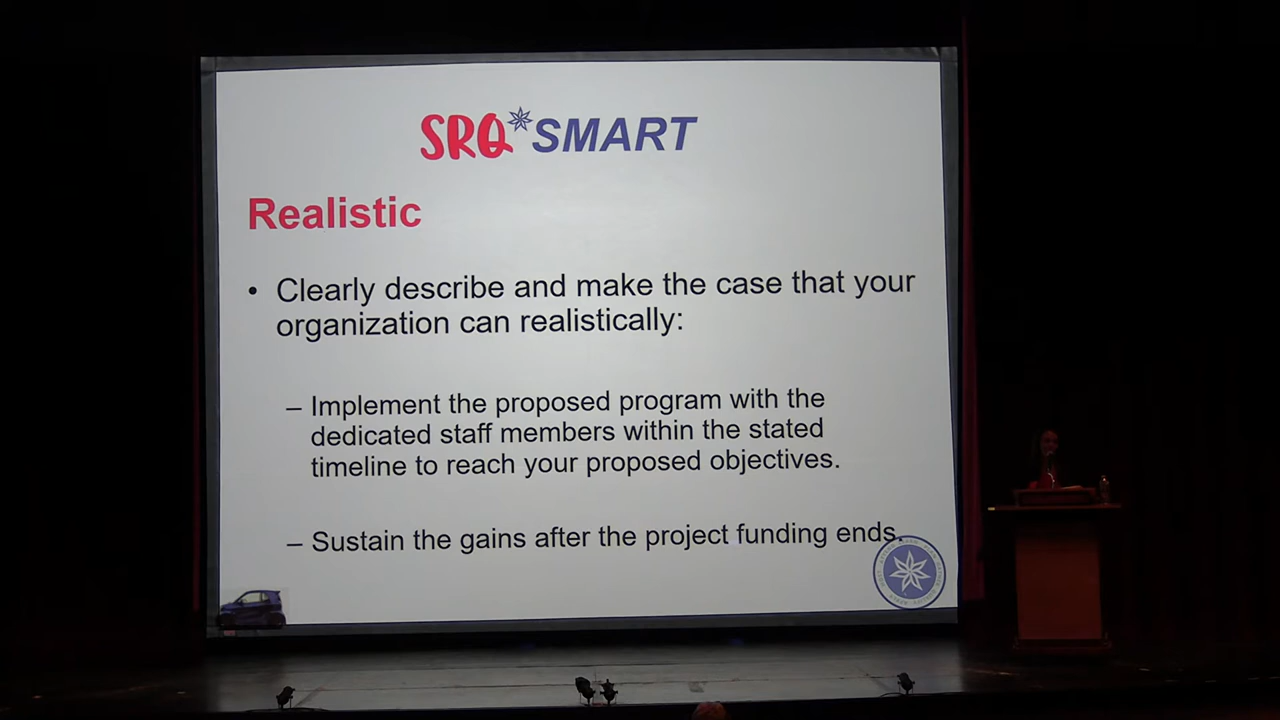 SRQ SMART
Realistic
• Clearly describe and make the case that your
organization can realistically:
– Implement the proposed program with the
dedicated staff members within the stated
timeline to reach your proposed objectives.
– Sustain the gains after the project funding ends.